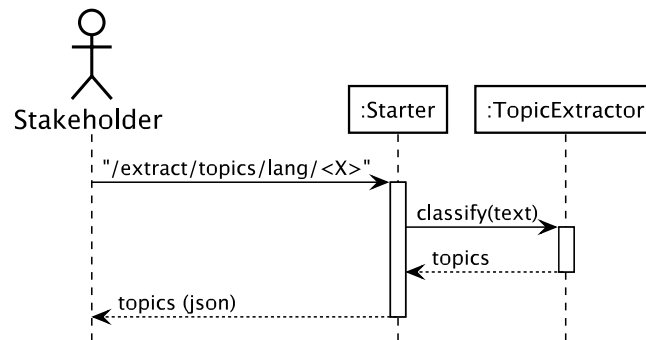 Stakeholder
:Starter
:TopicExtractor
"/extract/topics/lang/<X>"
classify(text)
topics
topics (json)